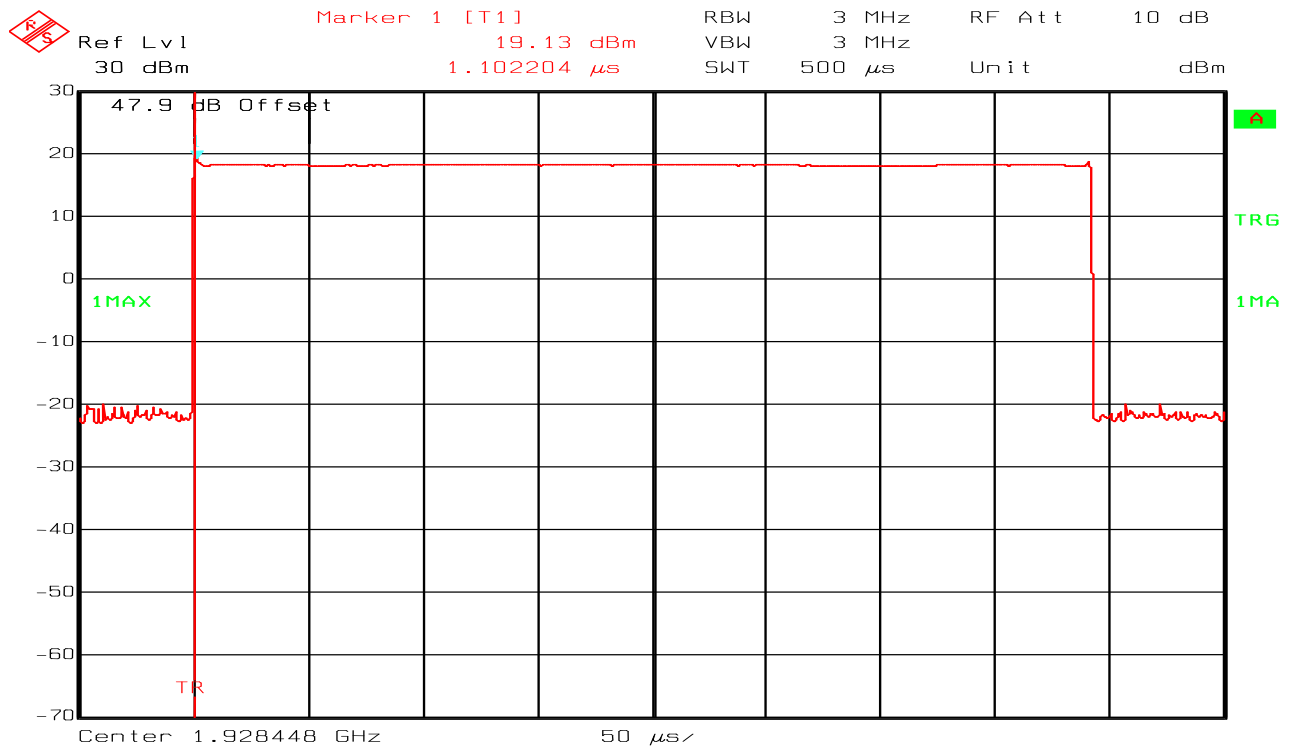 R S
Marker 1 [T1] RBW 3 MHz RF Att 10 dB
Ref Lvl 19.13 dBm VBW 3 MHz
30 dBm 1.102204 µs SWT 500 µs Unit dBm
30
47.9 dB Offset
A
1
20
10
TRG
0
1MAX
1MA
-10
-20
-30
-40
-50
-60
TR
-70
Center 1.928448 GHz 50 µs/